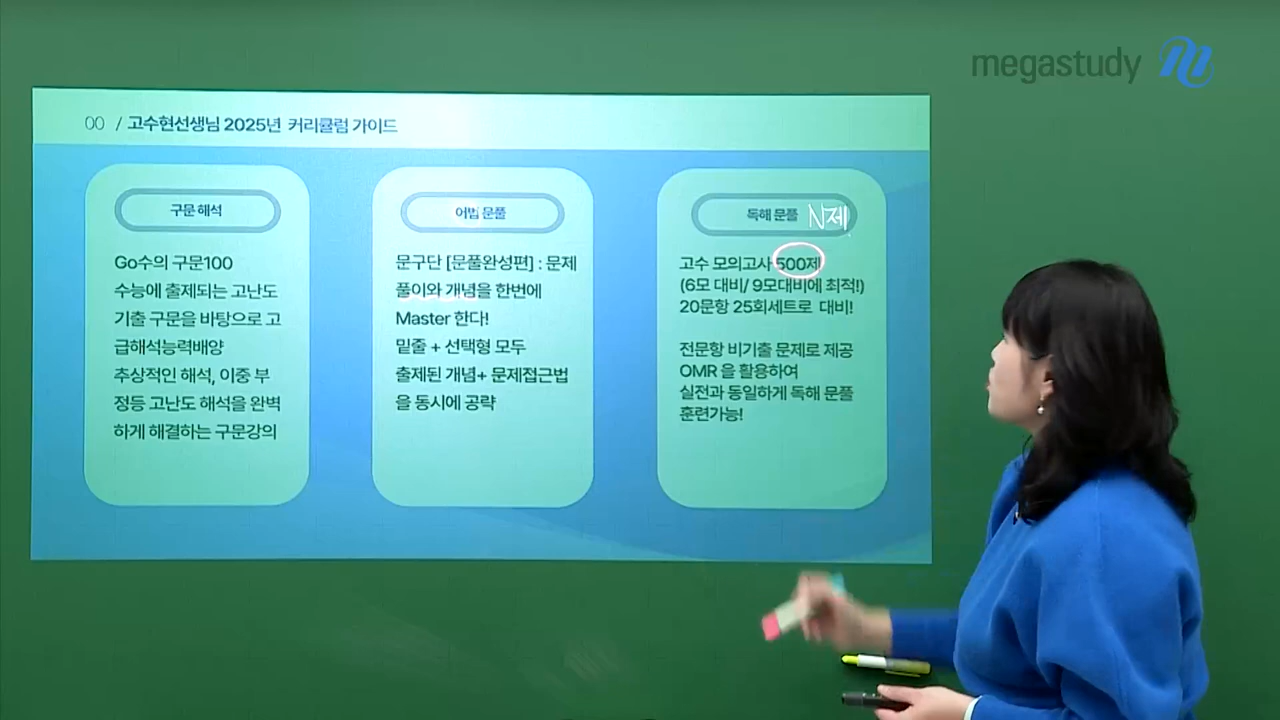 megastudy
00 / 고수현선생님 2025년 커리큘럼 가이드
구문 해석
Go수의 구문100
수능에 출제되는 고난도
기출 구문을 바탕으로 고
급해석능력배양
추상적인 해석, 이중 부
정등 고난도 해석을 완벽
하게 해결하는 구문강의
어법 문풀
문구단 [문풀완성편] : 문제
풀이와 개념을 한번에
Master 한다!
밑줄 + 선택형 모두
출제된 개념+ 문제접근법
을 동시에 공략
독해 문풀 N제
고수 모의고사 500제
(6모 대비/ 9모대비에 최적!)
20문항 25회세트로 대비!
전문항 비기출 문제로 제공
OMR 을 활용하여
실전과 동일하게 독해 문풀
훈련가능!